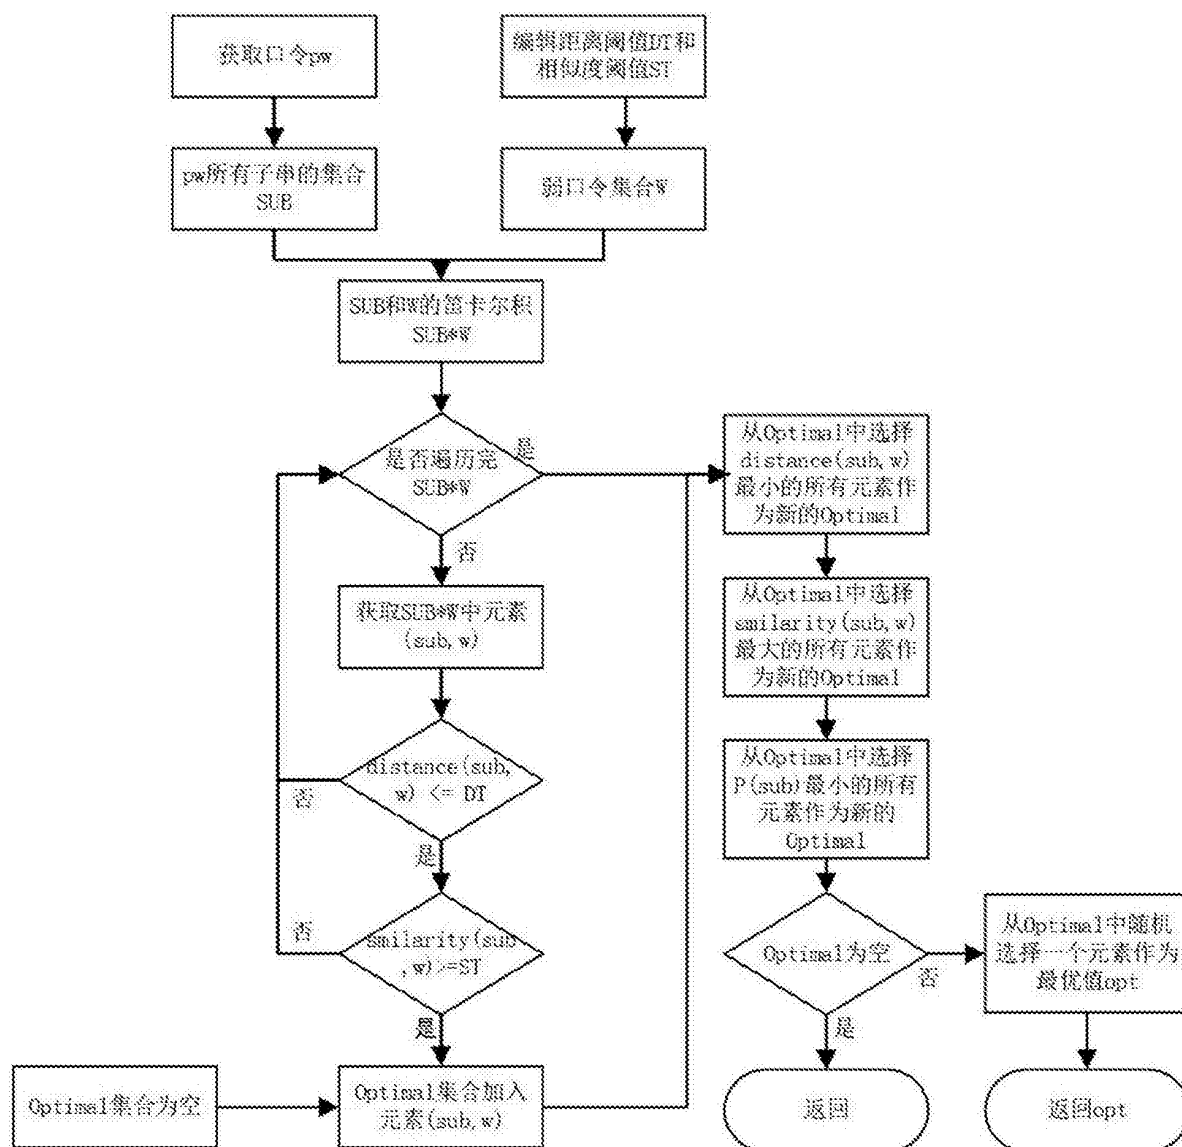 获取口令pw
编辑距离阈值DT和
相似度阈值ST
pw所有子串的集合
SUB
弱口令集合W
SUB和W的笛卡尔积
SUB*W
是否遍历完
SUB*W
是
否
获取SUB*W中元素
(sub,w)
distance(sub,
w) <= DT
否
是
smilarity(sub
,w)>=ST
否
是
Optimal集合为空
Optimal集合加入
元素(sub,w)
从Optimal中选择
distance(sub,w)
最小的所有元素作
为新的Optimal
从Optimal中选择
smilarity(sub,w)
最大的所有元素作
为新的Optimal
从Optimal中选择
P(sub)最小的所有
元素作为新的
Optimal
Optimal为空
否
是
从Optimal中随机
选择一个元素作为
最优值opt
返回
返回opt